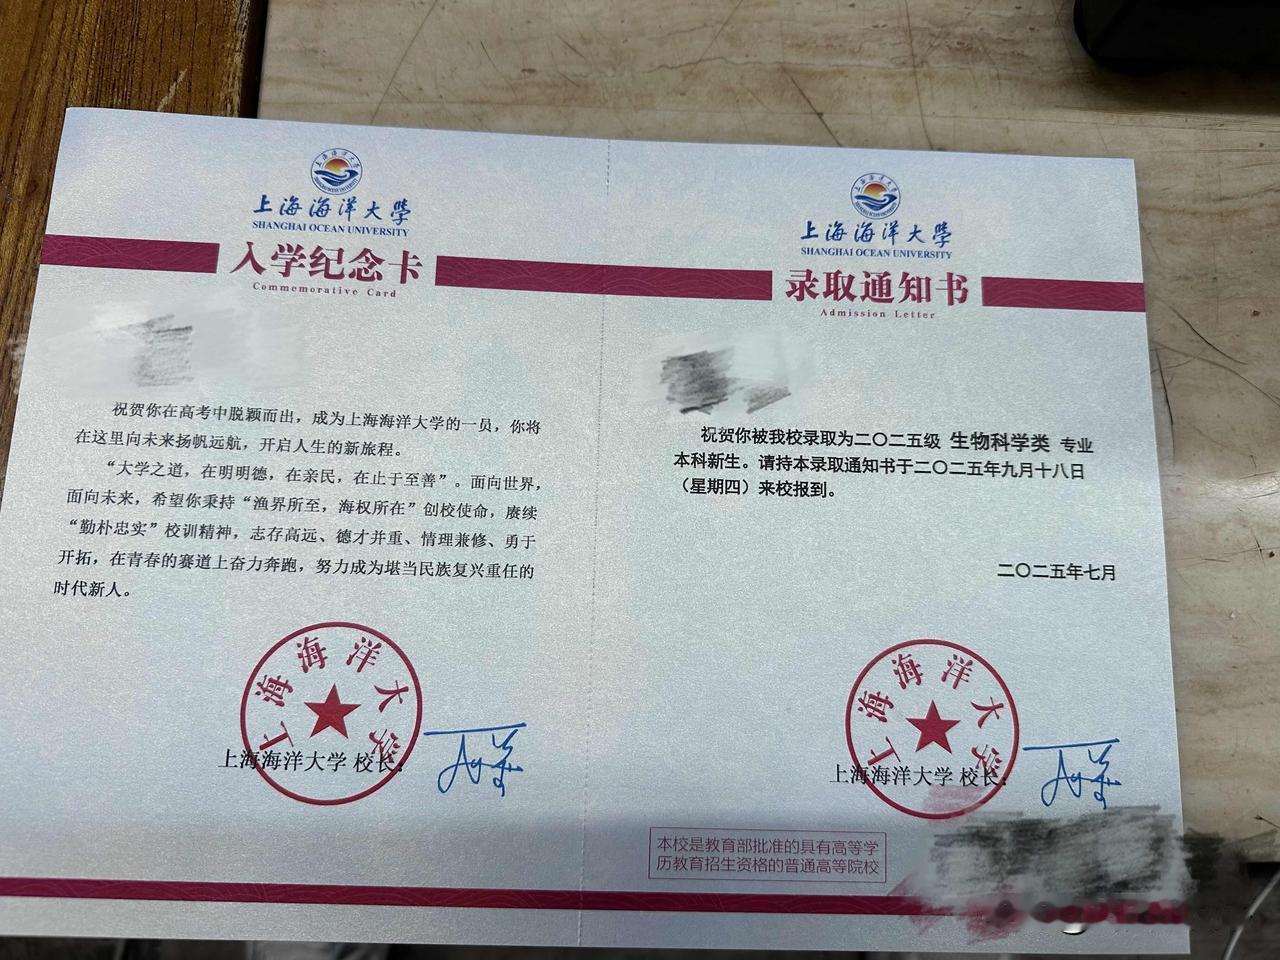 上海海洋大學
SHANGHAI OCEAN UNIVERSITY
入学纪念卡
Commemorative Card
祝贺你在高考中脱颖而出，成为上海海洋大学的一员，你将
在这里向未来扬帆远航，开启人生的新旅程。
“大学之道，在明明德，在亲民，在止于至善”。面向世界，
面向未来，希望你秉持“渔界所至，海权所在”创校使命，赓续
“勤朴忠实”校训精神，志存高远、德才并重、情理兼修、勇于
开拓，在青春的赛道上奋力奔跑，努力成为堪当民族复兴重任的
时代新人。
上海海洋大学
上海海洋大学 校长：
上海海洋大學
SHANGHAI OCEAN UNIVERSITY
录取通知书
Admission Letter
祝贺你被我校录取为二〇二五级 生物科学类 专业
本科新生。请持本录取通知书于二〇二五年九月十八日
（星期四）来校报到。
二〇二五年七月
上海海洋大学
上海海洋大学 校长：
本校是教育部批准的具有高等学
历教育招生资格的普通高等院校